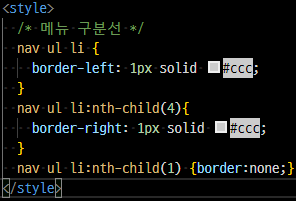 <style>
/* 메뉴 구분선 */
nav ul li {
border-left: 1px solid #ccc;
}
nav ul li:nth-child(4){
border-right: 1px solid #ccc;
}
nav ul li:nth-child(1) {border:none;}
</style>